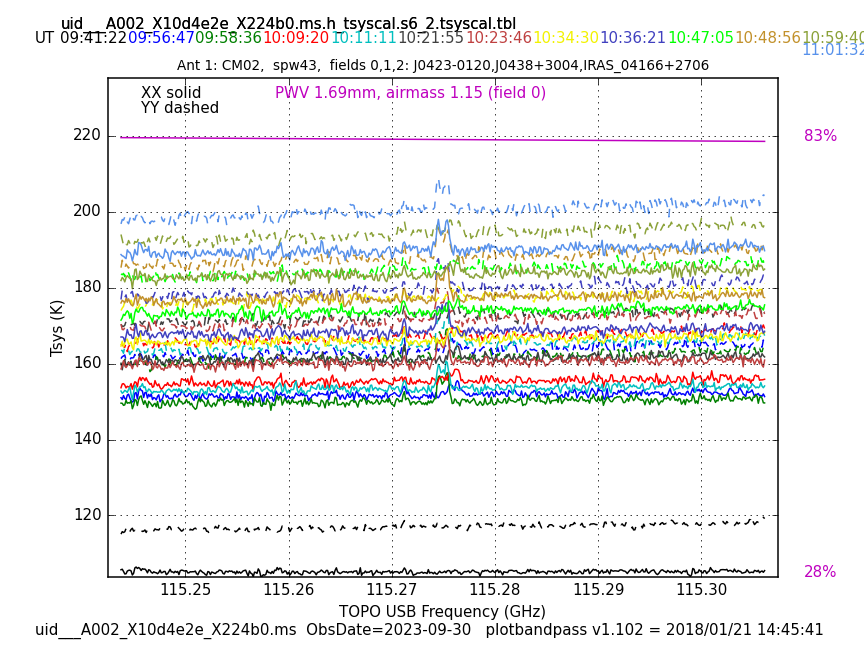 uid___A002_X10d4e2e_X224b0.ms.h_tsyscal.s6_2.tsyscal.tbl
UT 09:41:22 09:56:47 09:58:36 10:09:20 10:11:11 10:21:55 10:23:46 10:34:30 10:36:21 10:47:05 10:48:56 10:59:40
11:01:32
Ant 1: CM02, spw43, fields 0,1,2: J0423-0120,J0438+3004,IRAS_04166+2706
XX solid PWV 1.69mm, airmass 1.15 (field 0)
YY dashed
220 83%
200
180
Tsys (K)
160
140
120
28%
115.25 115.26 115.27 115.28 115.29 115.30
TOPO USB Frequency (GHz)
uid___A002_X10d4e2e_X224b0.ms ObsDate=2023-09-30 plotbandpass v1.102 = 2018/01/21 14:45:41